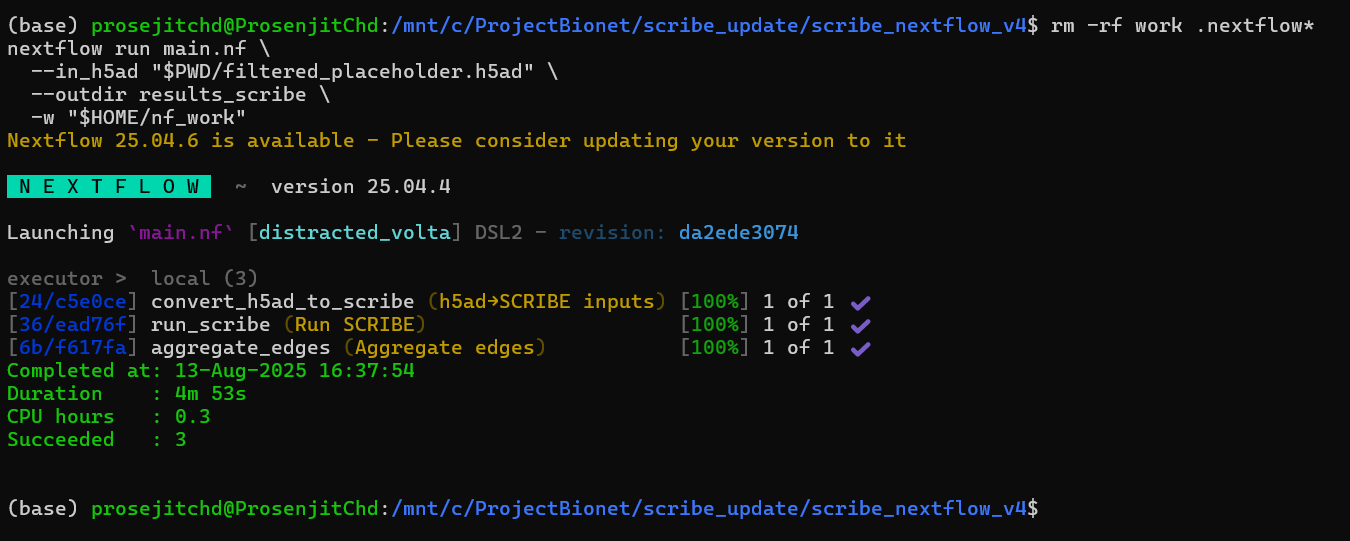 (base) prosejitchd@ProsenjitChd:/mnt/c/ProjectBionet/scribe_update/scribe_nextflow_v4$ rm -rf work .nextflow*
nextflow run main.nf \
  --in_h5ad "$PWD/filtered_placeholder.h5ad" \
  --outdir results_scribe \
  -w "$HOME/nf_work"
Nextflow 25.04.6 is available - Please consider updating your version to it
N E X T F L O W  ~  version 25.04.4
Launching `main.nf` [distracted_volta] DSL2 - revision: da2ede3074
executor >  local (3)
[24/c5e0ce] convert_h5ad_to_scribe (h5ad→SCRIBE inputs) [100%] 1 of 1 ✔
[36/ead76f] run_scribe (Run SCRIBE)                     [100%] 1 of 1 ✔
[6b/f617fa] aggregate_edges (Aggregate edges)           [100%] 1 of 1 ✔
Completed at: 13-Aug-2025 16:37:54
Duration    : 4m 53s
CPU hours   : 0.3
Succeeded   : 3
(base) prosejitchd@ProsenjitChd:/mnt/c/ProjectBionet/scribe_update/scribe_nextflow_v4$